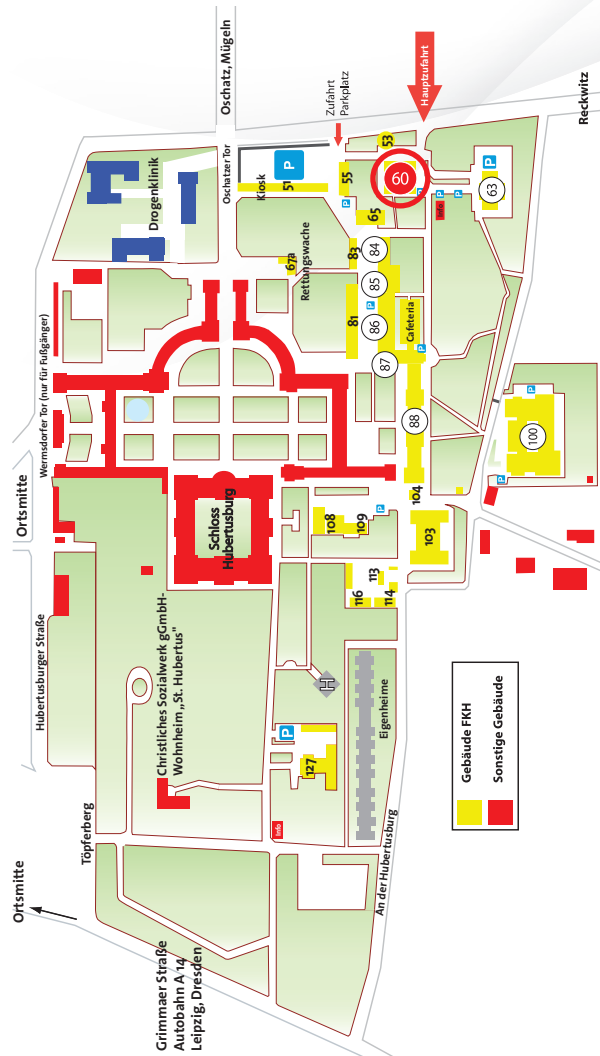 Ortsmitte
Ortsmitte
Hubertusburger Straße
Wermsdorfer Tor (nur für Fußgänger)
Töpferberg
Grimmaer Straße
Autobahn A 14
Leipzig, Dresden
Christliches Sozialwerk gGmbH-
Wohnheim „St. Hubertus"
Drogenklinik
Schloss
Hubertusburg
Oschatzer Tor
Oschatz, Mügeln
Kiosk
51
P
67a
Rettungswache
Info
P
127
H
108
109
Zufahrt
Parkplatz
55
P
53
65
83
81
84
85
86
P
87
P
116
113
114
Eigenheime
An der Hubertusburg
60
Hauptzufahrt
Cafeteria
P
P
88
104
103
Info
P
P
P
63
P
P
100
Reckwitz
Gebäude FKH
Sonstige Gebäude